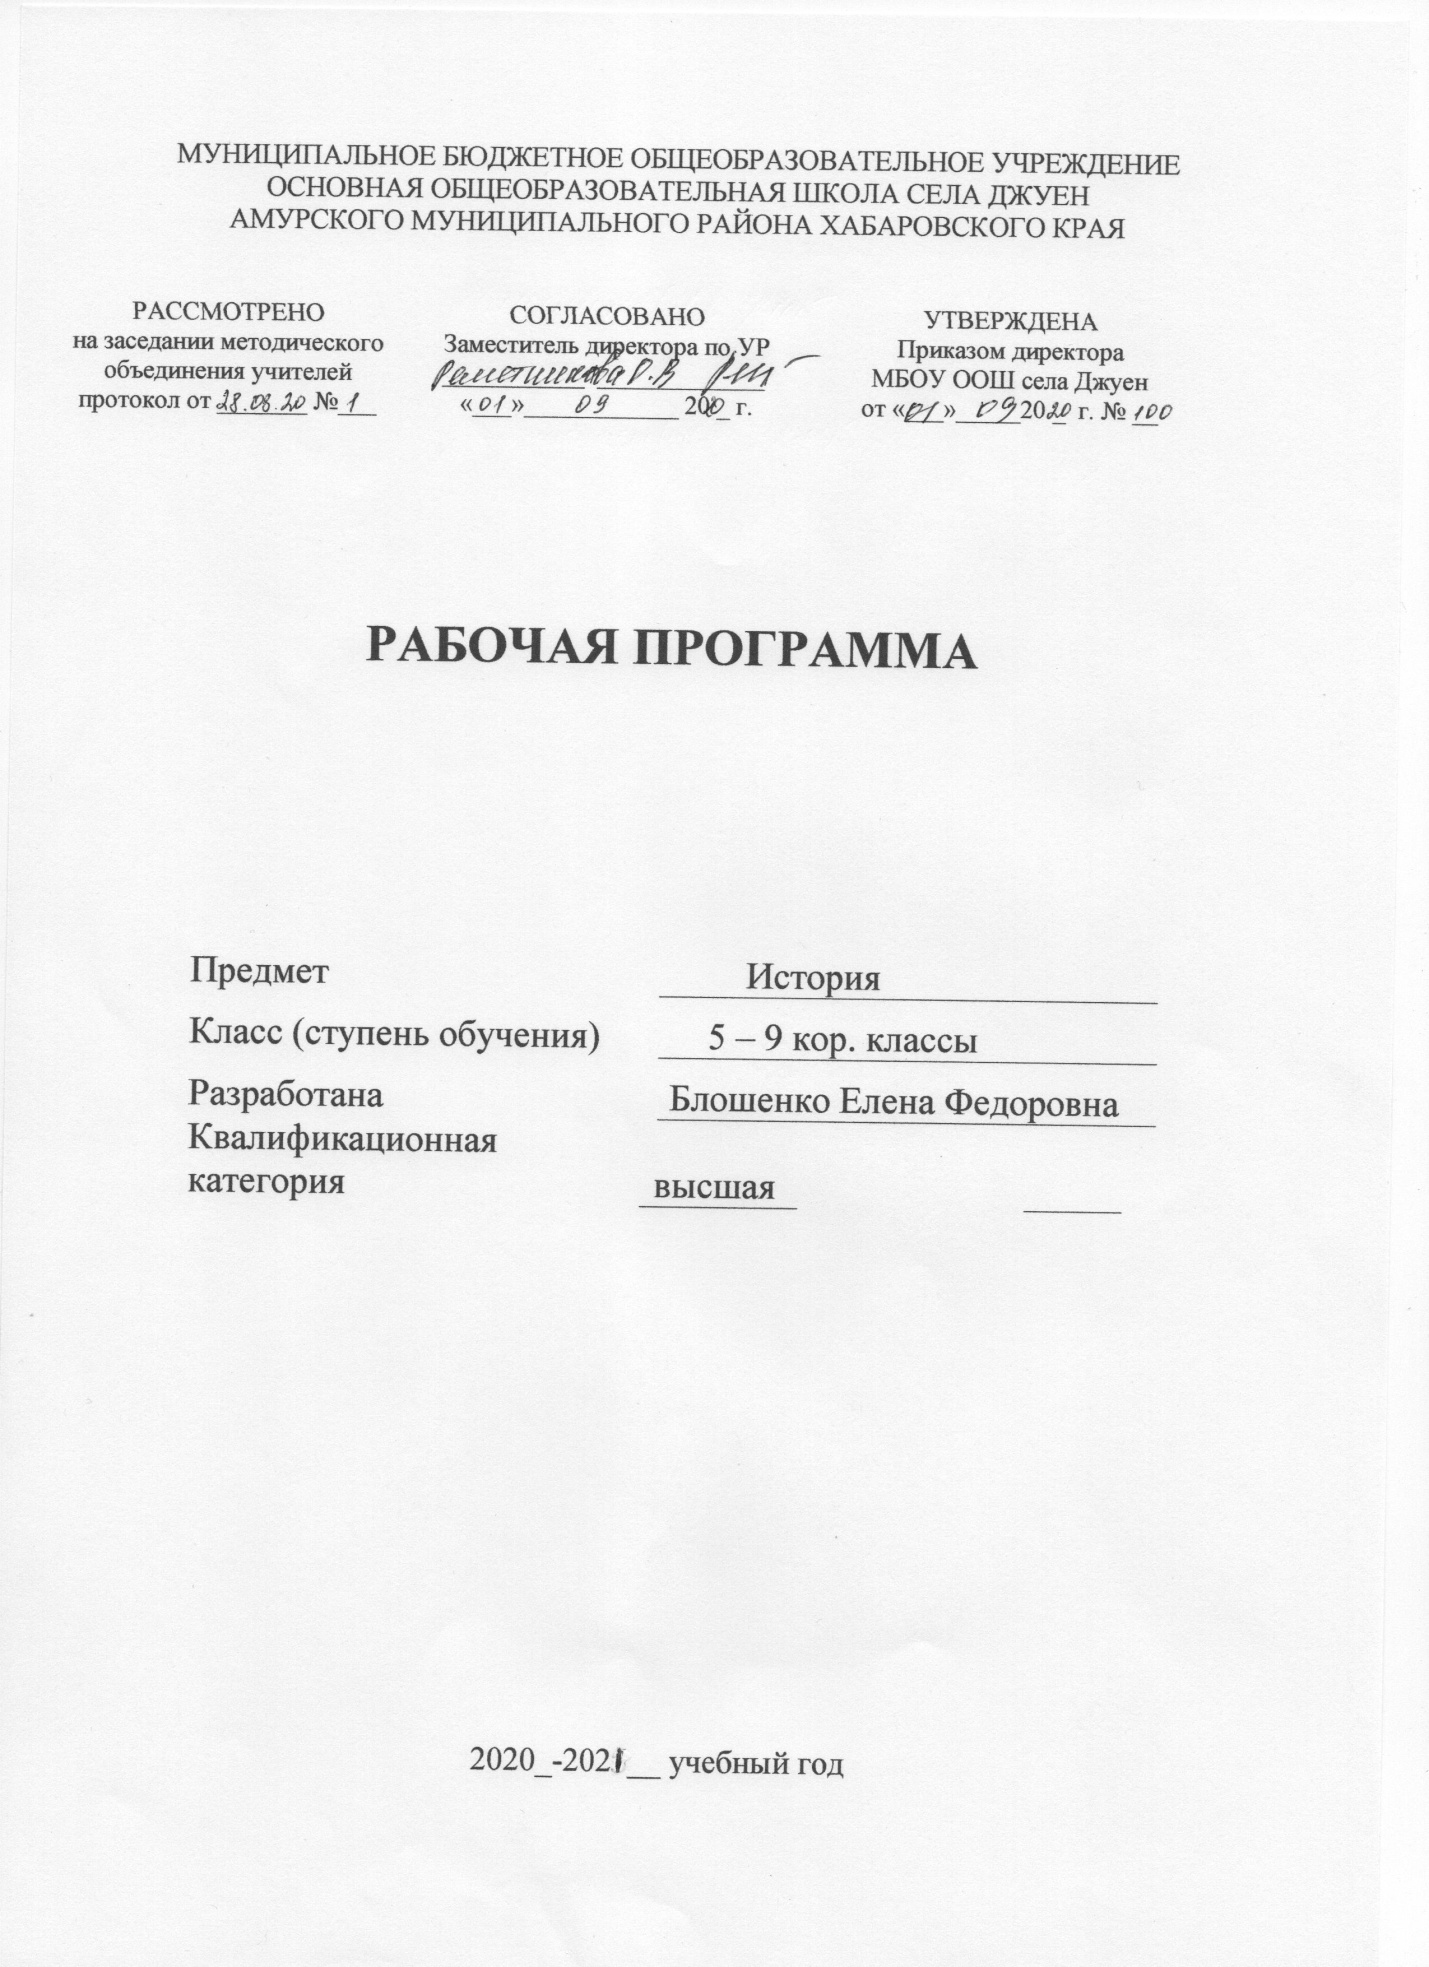 МУНИЦИПАЛЬНОЕ БЮДЖЕТНОЕ ОБЩЕОБРАЗОВАТЕЛЬНОЕ УЧРЕЖДЕНИЕ
ОСНОВНАЯ ОБЩЕОБРАЗОВАТЕЛЬНАЯ ШКОЛА СЕЛА ДЖУЕН
АМУРСКОГО МУНИЦИПАЛЬНОГО РАЙОНА ХАБАРОВСКОГО КРАЯ
РАССМОТРЕНО
на заседании методического
объединения учителей
протокол от 28.08.20 № 1
СОГЛАСОВАНО
Заместитель директора по УР
«01» 09 2020 г.
УТВЕРЖДЕНА
Приказом директора
МБОУ ООШ села Джуен
от «01» 09 2020 г. № 100
РАБОЧАЯ ПРОГРАММА
Предмет История
Класс (ступень обучения) 5 – 9 кор. классы
Разработана Блошенко Елена Федоровна
Квалификационная
категория высшая
2020_-2021__ учебный год